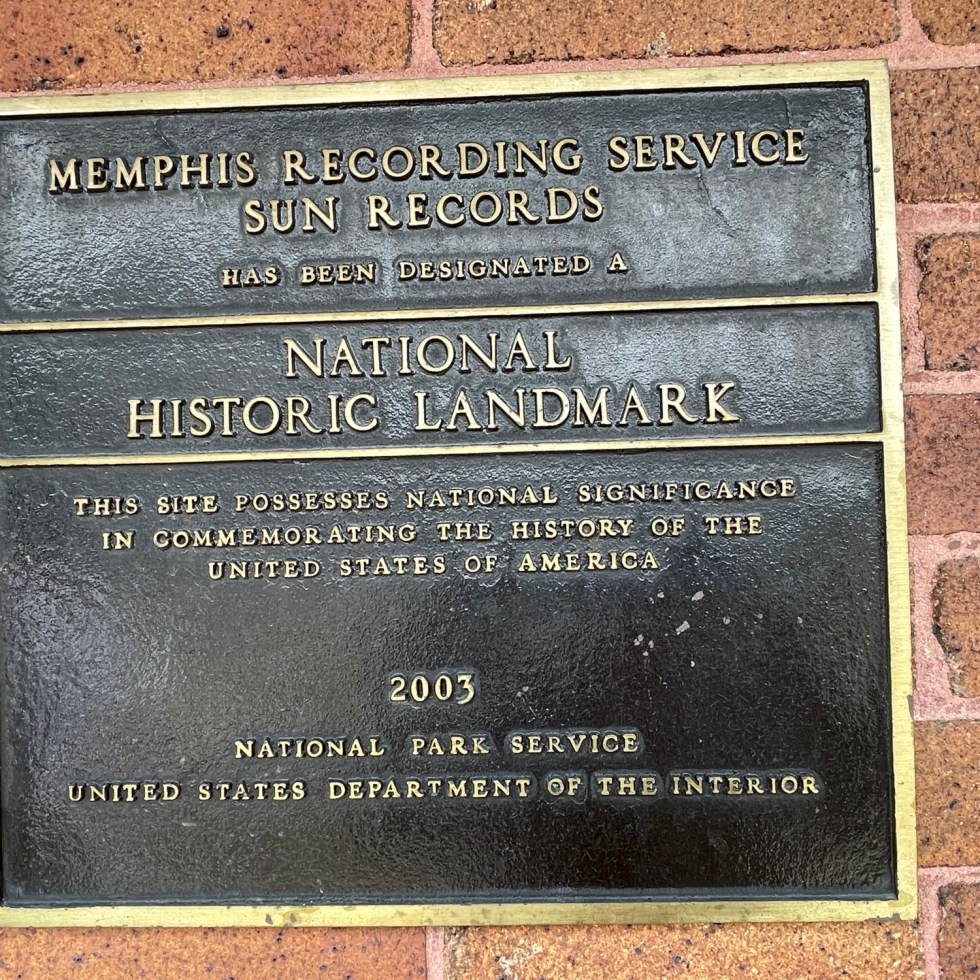 MEMPHIS RECORDING SERVICE
SUN RECORDS
HAS BEEN DESIGNATED A
NATIONAL
HISTORIC LANDMARK
THIS SITE POSSESSES NATIONAL SIGNIFICANCE
IN COMMEMORATING THE HISTORY OF THE
UNITED STATES OF AMERICA
2003
NATIONAL PARK SERVICE
UNITED STATES DEPARTMENT OF THE INTERIOR